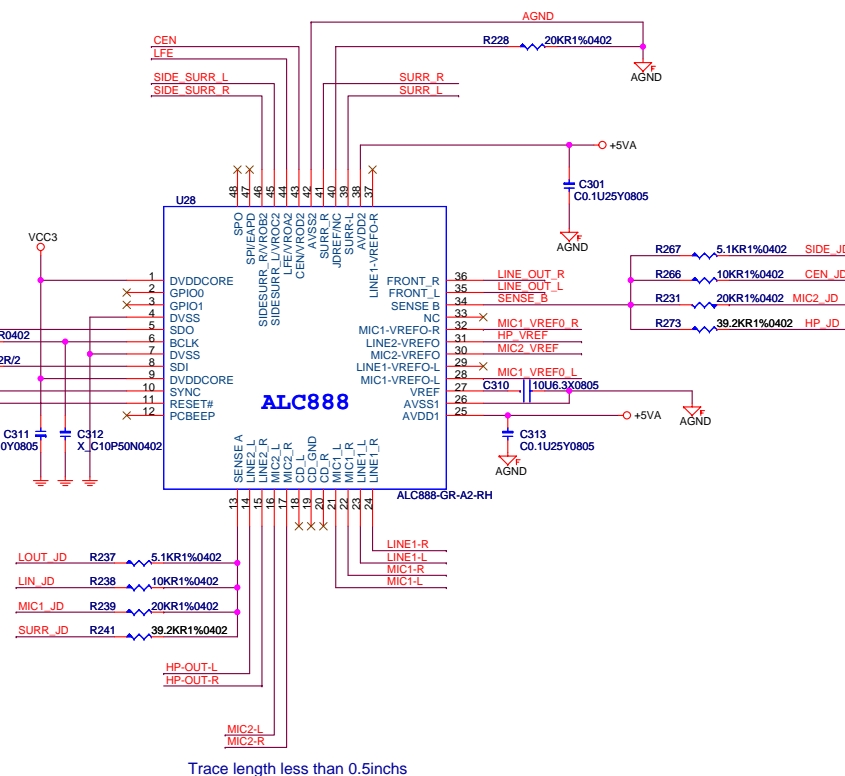 AGND
CEN
R228 20KR1%0402
LFE
AGND
SIDE_SURR_L
SURR_R
SIDE_SURR_R
SURR_L
+5VA
C301
C0.1U25Y0805
AGND
U28
48 47 46 45 44 43 42 41 40 39 38 37
SPO
SPI/EAPD
SIDESURR_R/VROB2
SIDESURR_L/VROC2
LFE/VROA2
CEN/VROD2
AVSS2
SURR_R
JDREF/NC
SURR-L
AVDD2
LINE1-VREFO-R
VCC3
R267 5.1KR1%0402 SIDE_JD
R266 10KR1%0402 CEN_JD
R231 20KR1%0402 MIC2_JD
R273 39.2KR1%0402 HP_JD
1 DVDDCORE
2 GPIO0
3 GPIO1
4 DVSS
5 SDO
6 BCLK
7 DVSS
8 SDI
9 DVDDCORE
10 SYNC
11 RESET#
12 PCBEEP
R0402
2R/2
FRONT_R 36 LINE_OUT_R
FRONT_L 35 LINE_OUT_L
SENSE B 34 SENSE_B
NC 33
MIC1-VREFO-R 32 MIC1_VREF0_R
LINE2-VREFO 31 HP_VREF
MIC2-VREFO 30 MIC2_VREF
LINE1-VREFO-L 29
MIC1-VREFO-L 28 MIC1_VREF0_L
VREF 27 C310 10U6.3X0805
AVSS1 26
AVDD1 25
+5VA
AGND
ALC888
C311
0Y0805
C312
X_C10P50N0402
C313
C0.1U25Y0805
AGND
SENSE A
LINE2_L
LINE2_R
MIC2_L
MIC2_R
CD_L
CD_GND
CD_R
MIC1_L
MIC1_R
LINE1_L
LINE1_R
ALC888-GR-A2-RH
13 14 15 16 17 18 19 20 21 22 23 24
LINE1-R
LINE1-L
MIC1-R
MIC1-L
LOUT_JD R237 5.1KR1%0402
LIN_JD R238 10KR1%0402
MIC1_JD R239 20KR1%0402
SURR_JD R241 39.2KR1%0402
HP-OUT-L
HP-OUT-R
MIC2-L
MIC2-R
Trace length less than 0.5inchs